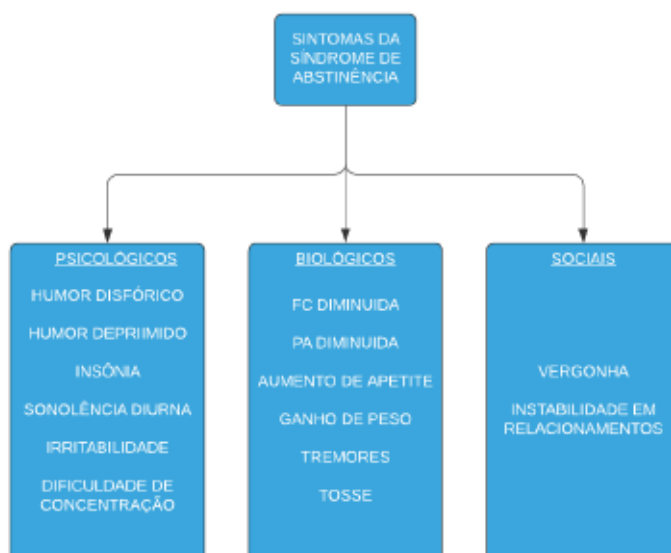 SINTOMAS DA
SÍNDROME DE
ABSTINÊNCIA
PSICOLÓGICOS
HUMOR DISFÓRICO
HUMOR DEPRIIMIDO
INSÔNIA
SONOLÊNCIA DIURNA
IRRITABILIDADE
DIFICULDADE DE
CONCENTRAÇÃO
BIOLÓGICOS
FC DIMINUIDA
PA DIMINUIDA
AUMENTO DE APETITE
GANHO DE PESO
TREMORES
TOSSE
SOCIAIS
VERGONHA
INSTABILIDADE EM
RELACIONAMENTOS